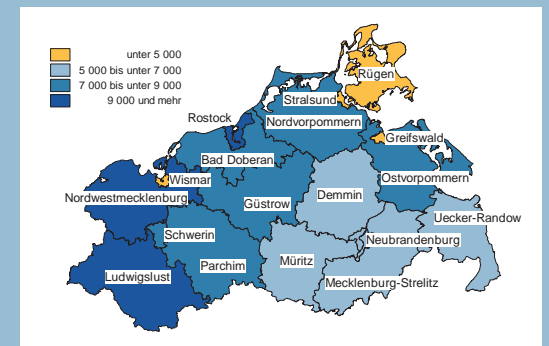 unter 5 000
5 000 bis unter 7 000
7 000 bis unter 9 000
9 000 und mehr
Rügen
Stralsund
Rostock
Nordvorpommern
Greifswald
Bad Doberan
Wismar
Ostvorpommern
Nordwestmecklenburg
Demmin
Güstrow
Uecker-Randow
Schwerin
Neubrandenburg
Müritz
Parchim
Ludwigslust
Mecklenburg-Strelitz